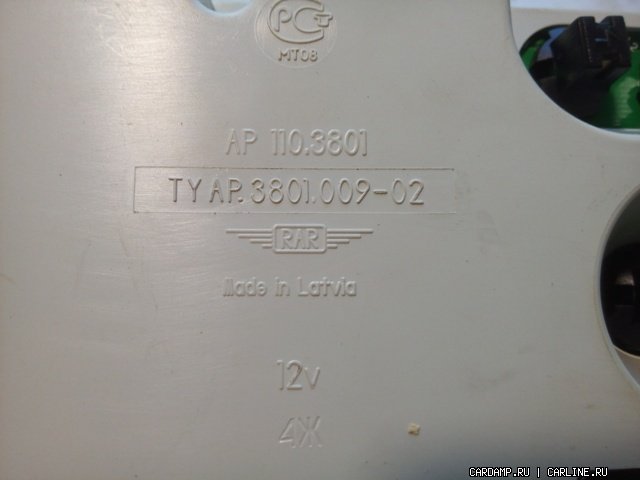 РСТ
МТ08
АР 110.3801
ТУ АР. 3801.009-02
RAR
Made in Latvia
12v
4Ж
CARDAMP.RU | CARLINE.RU